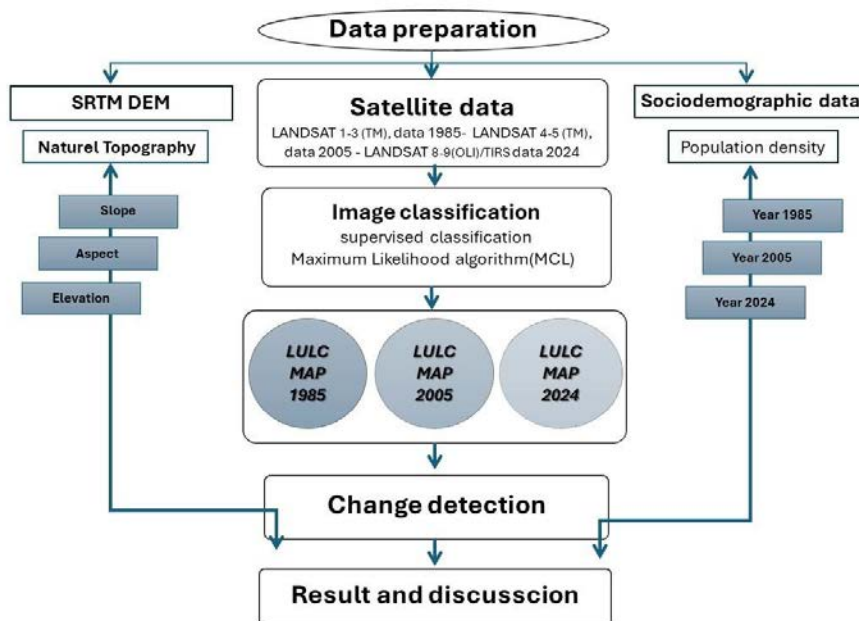 Data preparation
SRTM DEM
Naturel Topography
Slope
Aspect
Elevation
Satellite data
LANDSAT 1-3 (TM), data 1985- LANDSAT 4-5 (TM),
data 2005 - LANDSAT 8-9(OLI)/TIRS data 2024
Image classification
supervised classification
Maximum Likelihood algorithm(MCL)
LULC
MAP
1985
LULC
MAP
2005
LULC
MAP
2024
Sociodemographic data
Population density
Year 1985
Year 2005
Year 2024
Change detection
Result and discusscion